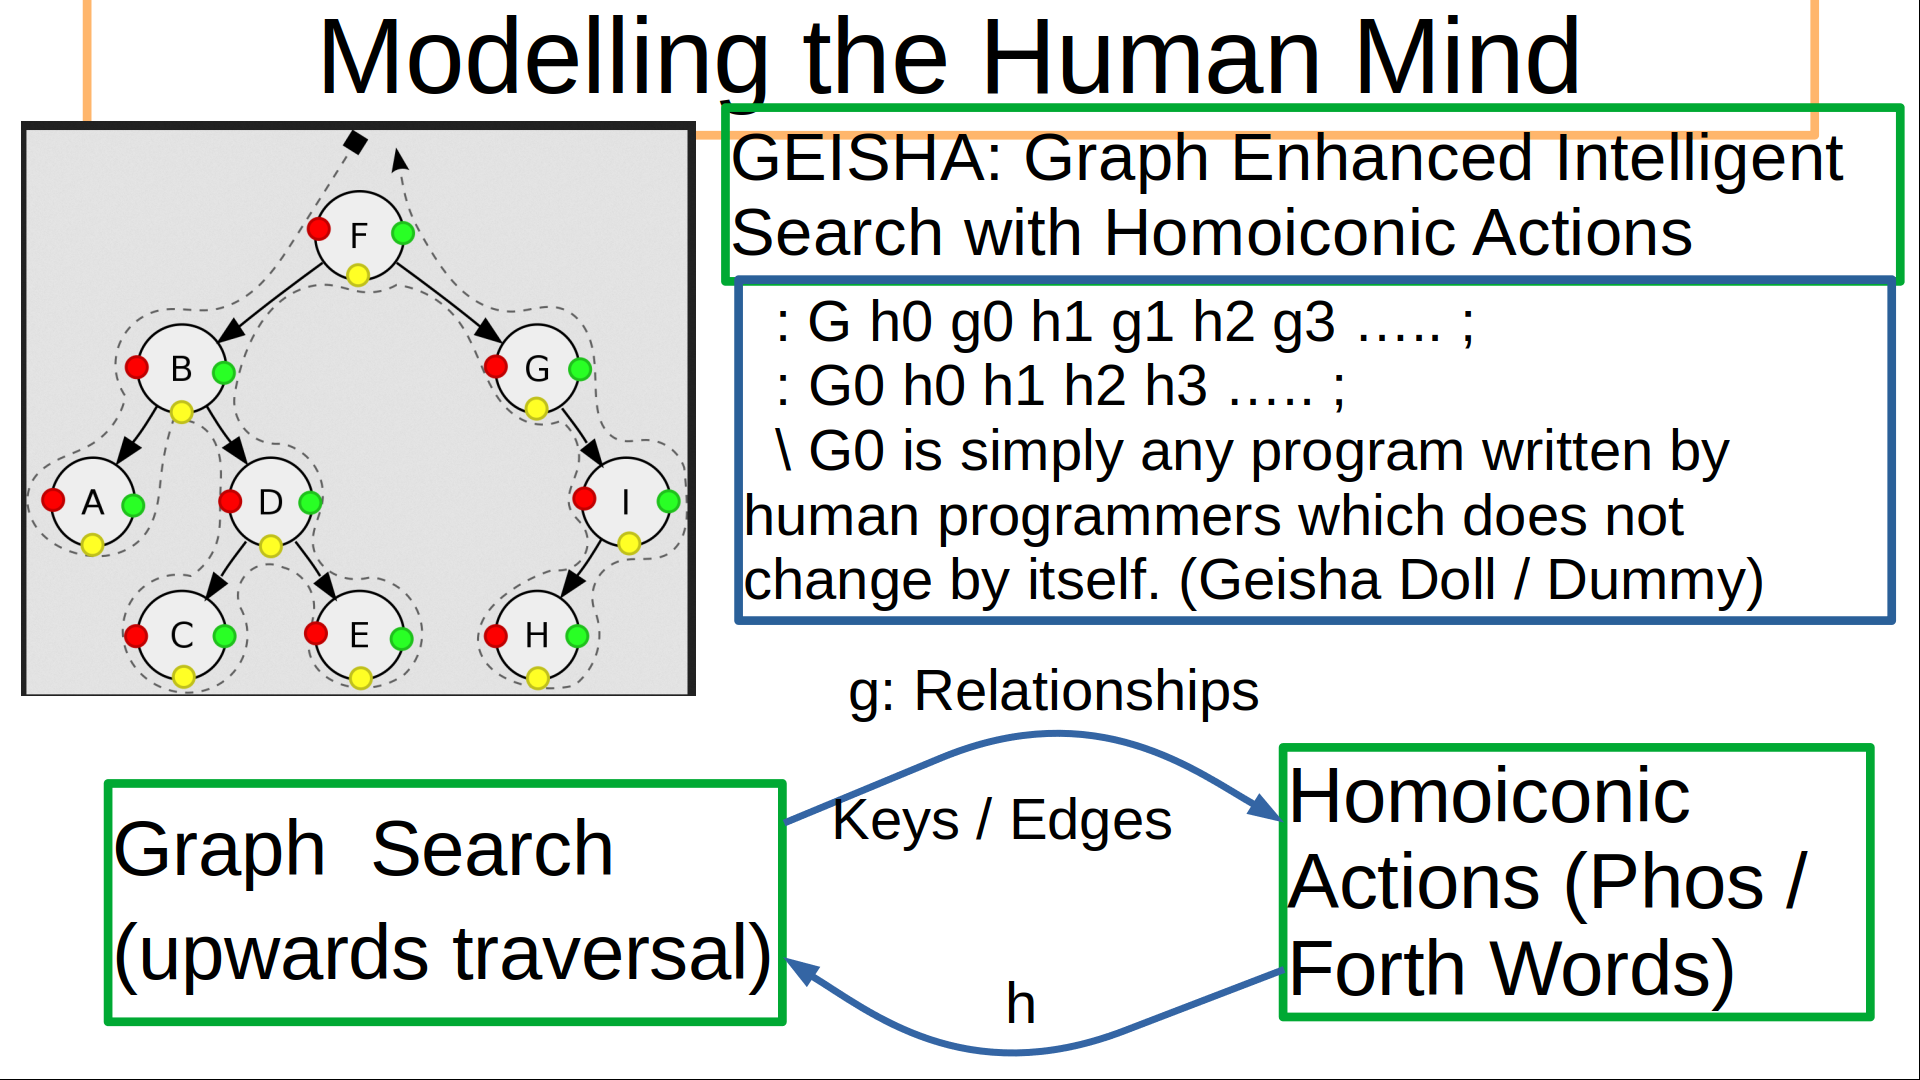 Modelling the Human Mind
GEISHA: Graph Enhanced Intelligent
Search with Homoiconic Actions
: G h0 g0 h1 g1 h2 g3 ..... ;
: G0 h0 h1 h2 h3 ..... ;
\ G0 is simply any program written by
human programmers which does not
change by itself. (Geisha Doll / Dummy)
F
B
G
A
D
I
C
E
H
g: Relationships
Keys / Edges
Graph  Search
(upwards traversal)
Homoiconic
Actions (Phos /
Forth Words)
h